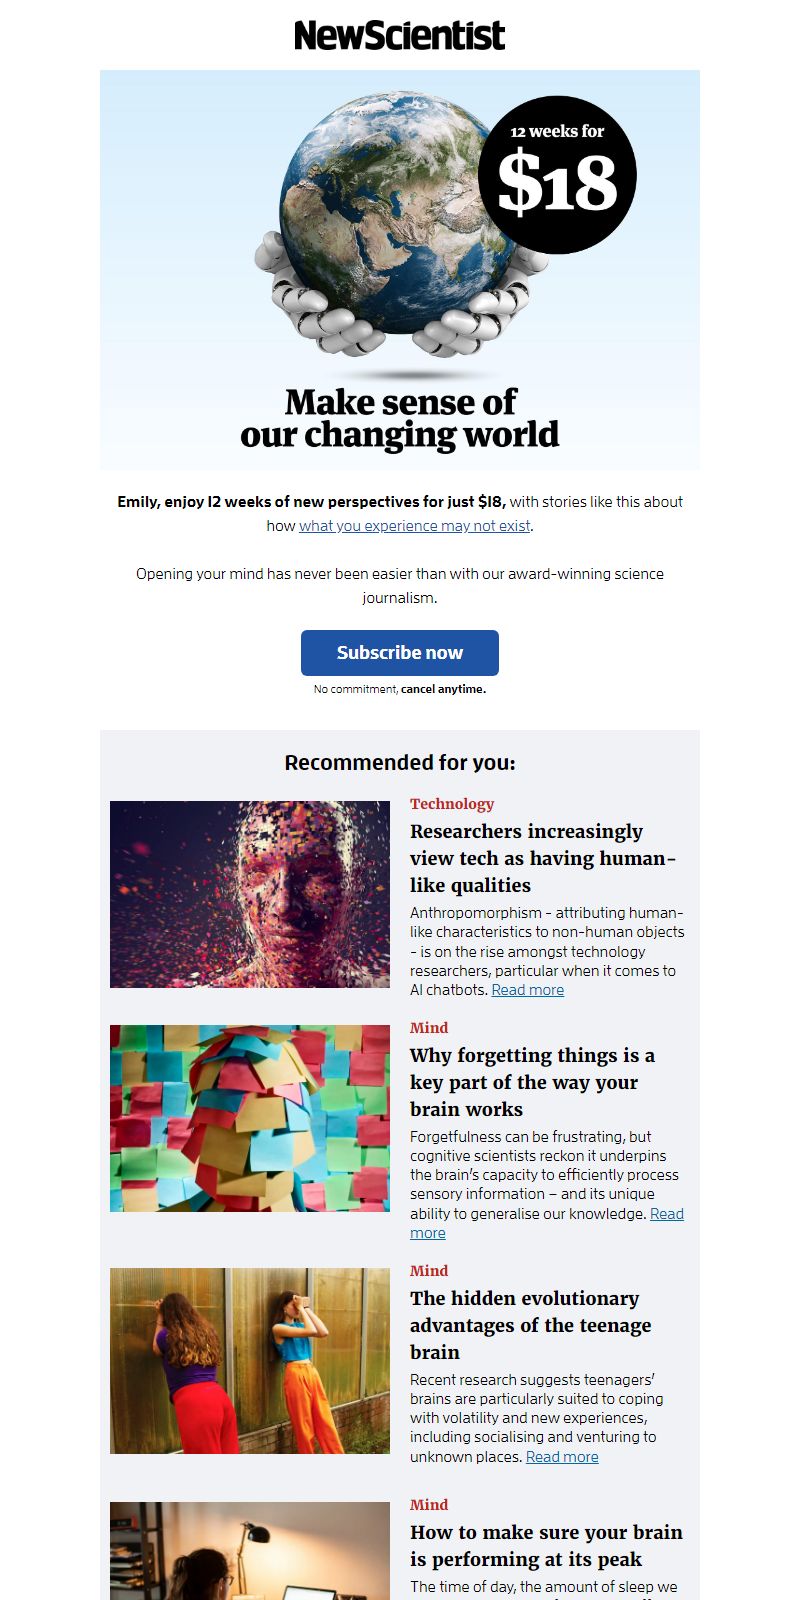 NewScientist
12 weeks for
$18
Make sense of
our changing world
Emily, enjoy 12 weeks of new perspectives for just $18, with stories like this about
how what you experience may not exist.
Opening your mind has never been easier than with our award-winning science
journalism.
Subscribe now
No commitment, cancel anytime.
Recommended for you:
Technology
Researchers increasingly
view tech as having human-
like qualities
Anthropomorphism - attributing human-
like characteristics to non-human objects
- is on the rise amongst technology
researchers, particular when it comes to
AI chatbots. Read more
Mind
Why forgetting things is a
key part of the way your
brain works
Forgetfulness can be frustrating, but
cognitive scientists reckon it underpins
the brain's capacity to efficiently process
sensory information – and its unique
ability to generalise our knowledge. Read
more
Mind
The hidden evolutionary
advantages of the teenage
brain
Recent research suggests teenagers'
brains are particularly suited to coping
with volatility and new experiences,
including socialising and venturing to
unknown places. Read more
Mind
How to make sure your brain
is performing at its peak
The time of day, the amount of sleep we